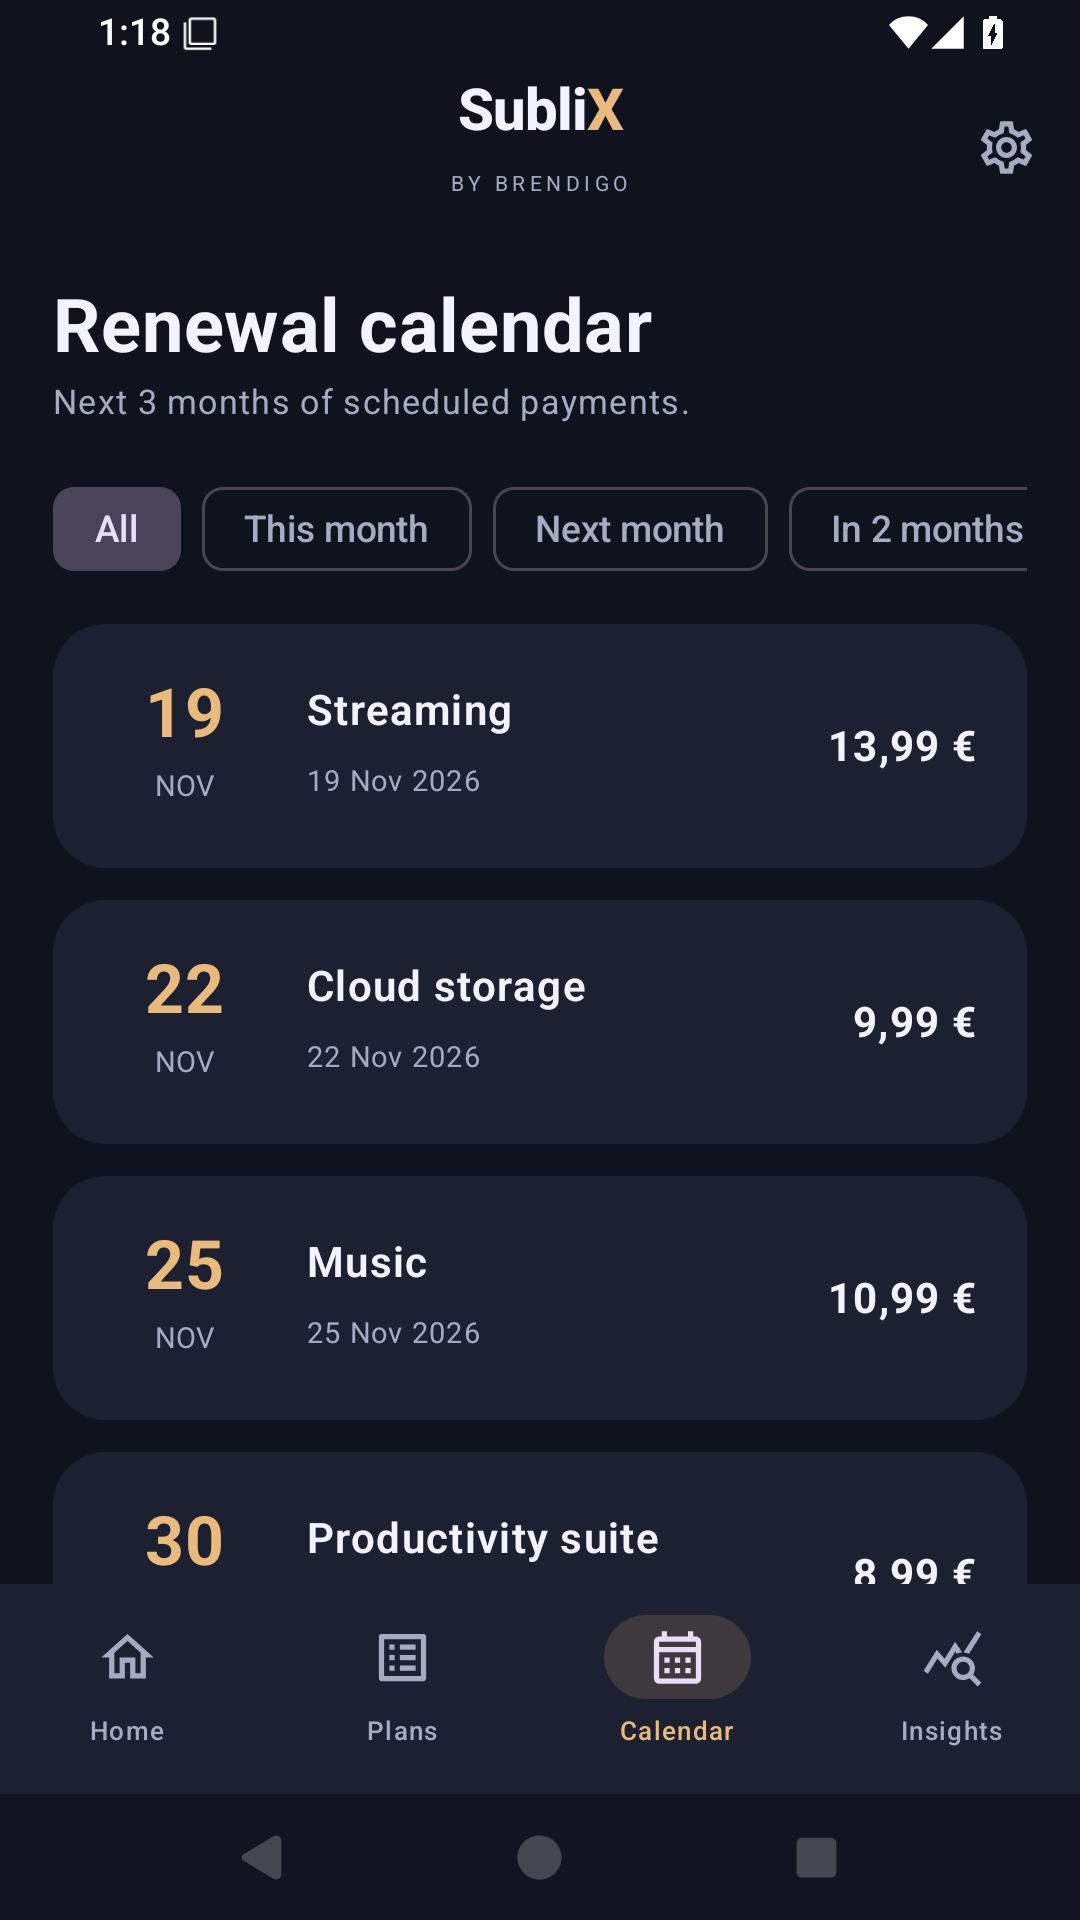 1:18
SubliX
BY BRENDIGO
Renewal calendar
Next 3 months of scheduled payments.
All
This month
Next month
In 2 months
19
NOV
Streaming
19 Nov 2026
13,99 €
22
NOV
Cloud storage
22 Nov 2026
9,99 €
25
NOV
Music
25 Nov 2026
10,99 €
30
Productivity suite
8,99 €
Home
Plans
Calendar
Insights